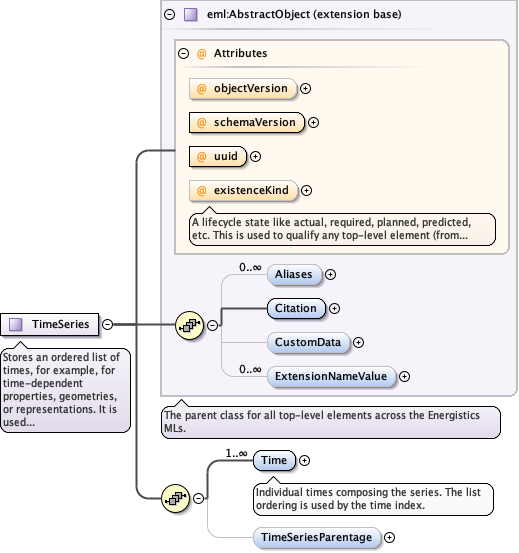 eml:AbstractObject (extension base)
Attributes
@ objectVersion
@ schemaVersion
@ uuid
@ existenceKind
A lifecycle state like actual, required, planned, predicted,
etc. This is used to qualify any top-level element (from...
0..∞
Aliases
Citation
CustomData
0..∞
ExtensionNameValue
TimeSeries
Stores an ordered list of
times, for example, for
time-dependent
properties, geometries,
or representations. It is
used...
The parent class for all top-level elements across the Energistics
MLs.
1..∞
Time
Individual times composing the series. The list
ordering is used by the time index.
TimeSeriesParentage